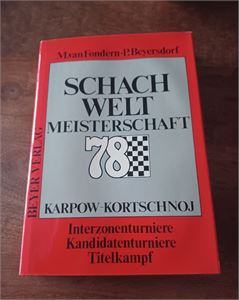 M.van Fondern-P.Beyersdorf
SCHACH
WELT
MEISTERSCHAFT
78
KARPOW-KORTSCHNOJ
Interzonenturniere
Kandidatenturniere
Titelkampf
BEYER VERLAG